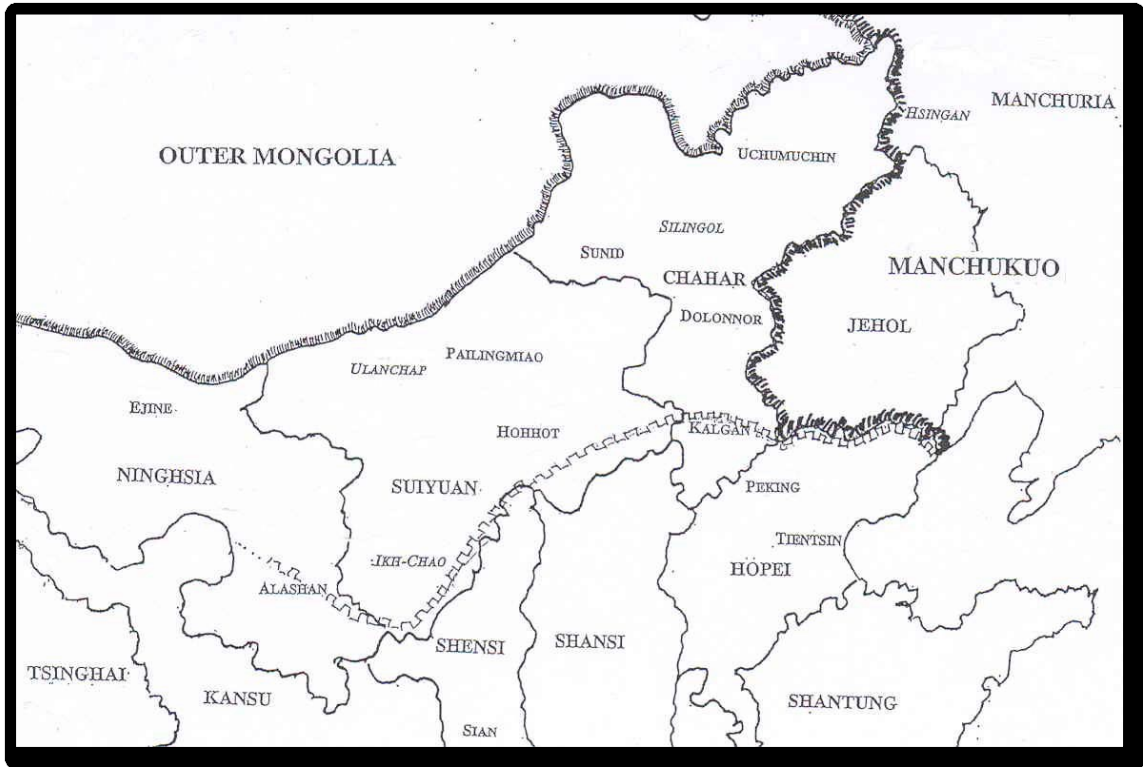 MANCHURIA
HSINGAN
OUTER MONGOLIA
UCHUMUCHIN
SILINGOL
SUNID
CHAHAR
MANCHUKUO
DOLONNOR
JEHOL
PAILINGMIAO
ULANCHAP
EJINE
HOHHOT
KALGAN
NINGHSIA
SUIYUAN
PEKING
TIENTSIN
IKH-CHAO
HÖPEI
ALASHAN
SHENSI
SHANSI
TSINGHAI
KANSU
SHANTUNG
SIAN